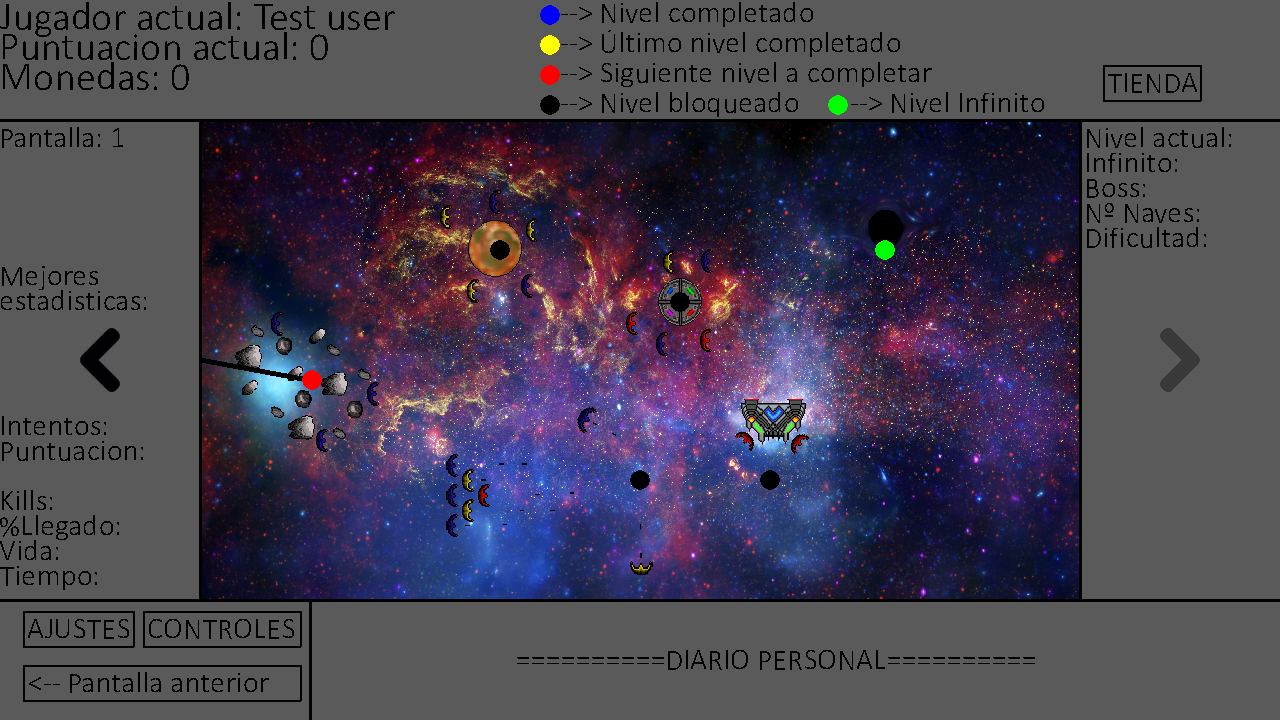 Jugador actual: Test user
Puntuacion actual: 0
Monedas: 0
--> Nivel completado
--> Último nivel completado
--> Siguiente nivel a completar
--> Nivel bloqueado
--> Nivel Infinito
TIENDA
Pantalla: 1
Mejores
estadisticas:
Intentos:
Puntuacion:
Kills:
%Llegado:
Vida:
Tiempo:
Nivel actual:
Infinito:
Boss:
Nº Naves:
Dificultad:
AJUSTES
CONTROLES
<-- Pantalla anterior
==========DIARIO PERSONAL==========